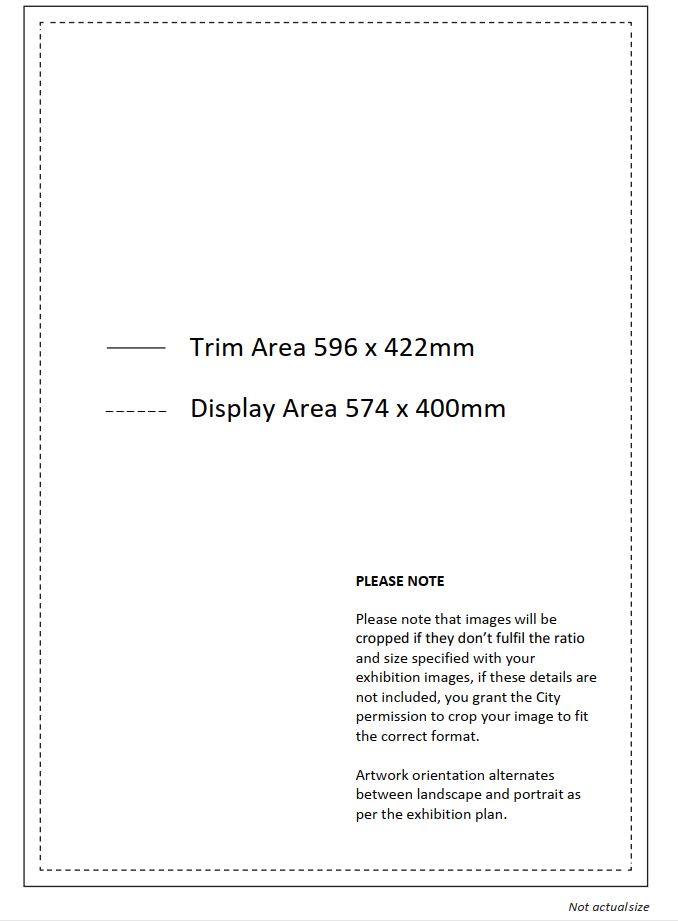 Trim Area 596 x 422mm
Display Area 574 x 400mm
PLEASE NOTE
Please note that images will be
cropped if they don’t fulfil the ratio
and size specified with your
exhibition images, if these details are
not included, you grant the City
permission to crop your image to fit
the correct format.
Artwork orientation alternates
between landscape and portrait as
per the exhibition plan.
Not actual size